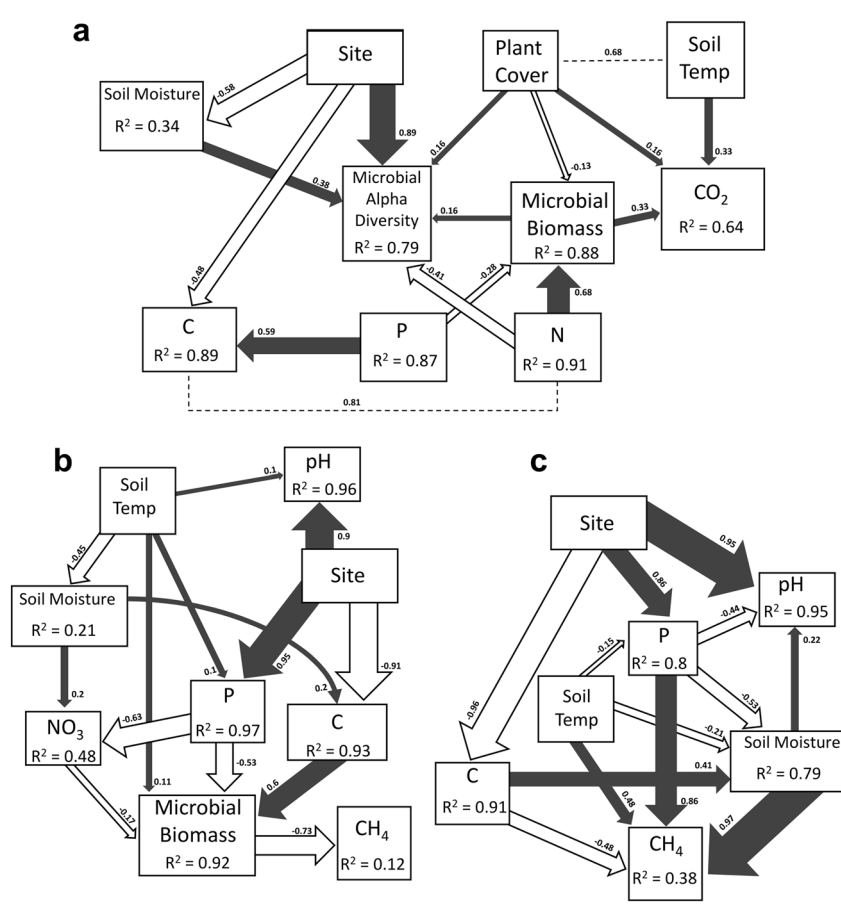 a
Site
Plant
Cover
0.68
Soil
Temp
Soil Moisture
R² = 0.34
-0.58
0.89
0.16
-0.13
0.16
0.33
0.38
Microbial
Alpha
Diversity
R² = 0.79
0.16
Microbial
Biomass
R² = 0.88
0.33
CO₂
R² = 0.64
-0.48
-0.41
-0.28
0.68
C
R² = 0.89
0.59
P
R² = 0.87
N
R² = 0.91
0.81
b
Soil
Temp
0.1
pH
R² = 0.96
0.9
-0.45
Site
Soil Moisture
R² = 0.21
0.2
0.1
0.95
0.2
-0.91
NO₃
R² = 0.48
-0.63
P
R² = 0.97
C
R² = 0.93
-0.53
0.11
0.6
-0.17
Microbial
Biomass
R² = 0.92
-0.73
CH₄
R² = 0.12
c
Site
0.95
0.86
pH
R² = 0.95
-0.44
P
R² = 0.8
-0.15
0.22
-0.96
Soil
Temp
-0.53
-0.21
Soil Moisture
R² = 0.79
C
R² = 0.91
0.41
0.48
0.86
0.97
-0.48
CH₄
R² = 0.38